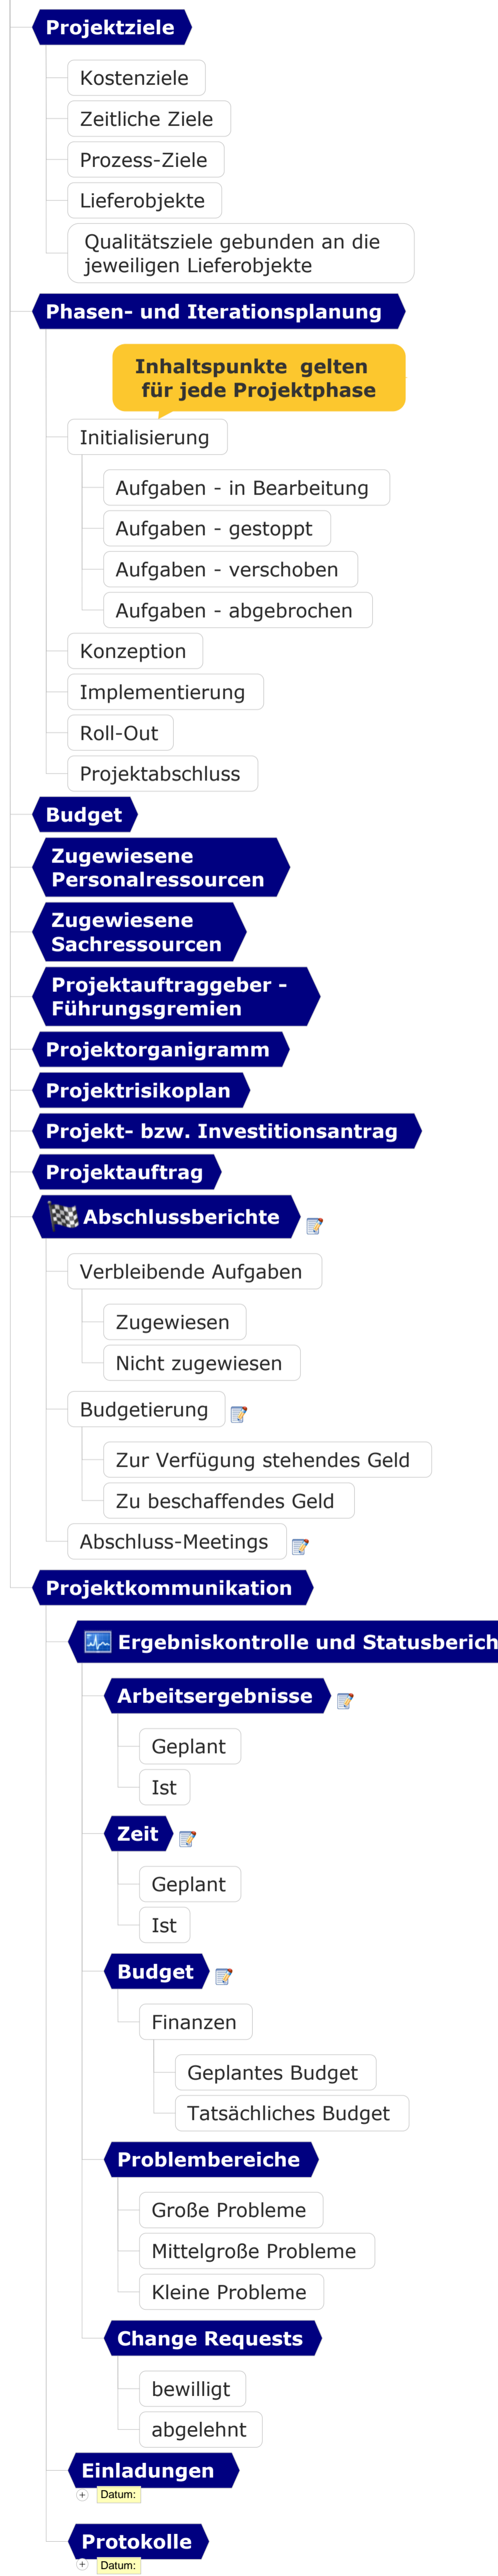 Projektziele
Kostenziele
Zeitliche Ziele
Prozess-Ziele
Lieferobjekte
Qualitätsziele gebunden an die
jeweiligen Lieferobjekte
Phasen- und Iterationsplanung
Inhaltspunkte gelten
für jede Projektphase
Initialisierung
Aufgaben - in Bearbeitung
Aufgaben - gestoppt
Aufgaben - verschoben
Aufgaben - abgebrochen
Konzeption
Implementierung
Roll-Out
Projektabschluss
Budget
Zugewiesene
Personalressourcen
Zugewiesene
Sachressourcen
Projektauftraggeber -
Führungsgremien
Projektorganigramm
Projektrisikoplan
Projekt- bzw. Investitionsantrag
Projektauftrag
Abschlussberichte
Verbleibende Aufgaben
Zugewiesen
Nicht zugewiesen
Budgetierung
Zur Verfügung stehendes Geld
Zu beschaffendes Geld
Abschluss-Meetings
Projektkommunikation
Ergebniskontrolle und Statusberich
Arbeitsergebnisse
Geplant
Ist
Zeit
Geplant
Ist
Budget
Finanzen
Geplantes Budget
Tatsächliches Budget
Problembereiche
Große Probleme
Mittelgroße Probleme
Kleine Probleme
Change Requests
bewilligt
abgelehnt
Einladungen
Datum:
Protokolle
Datum: